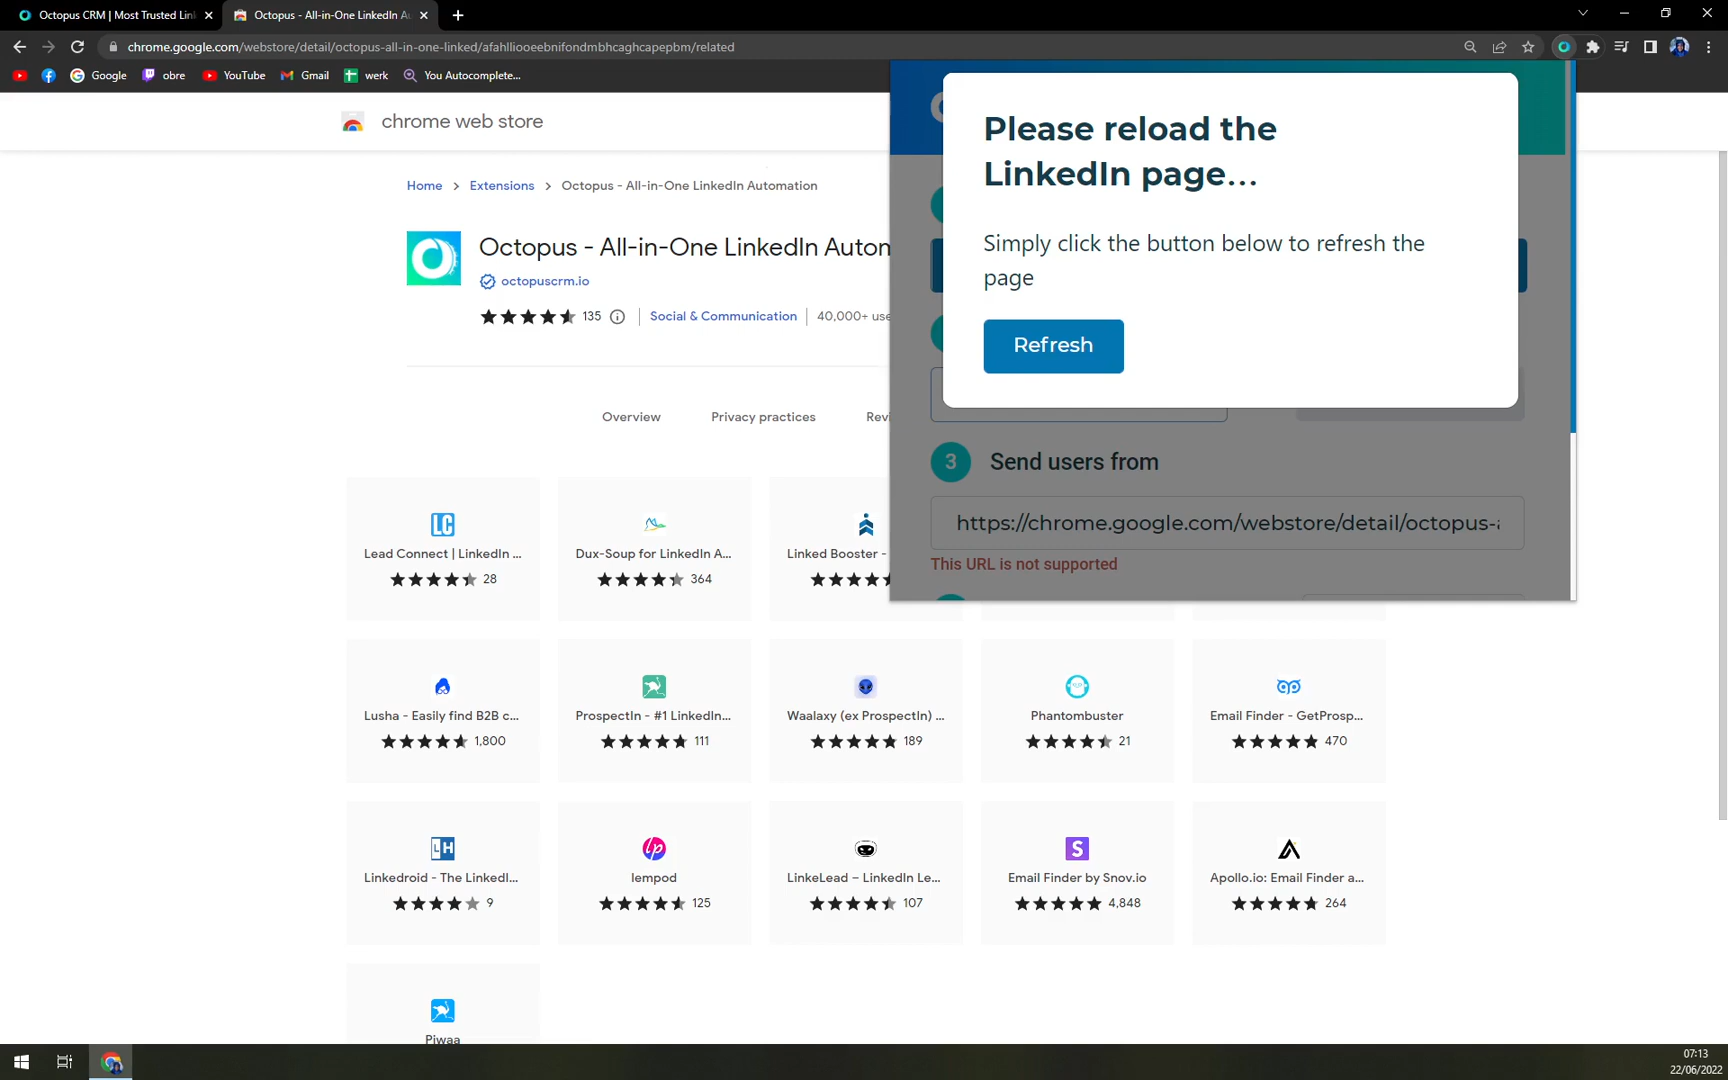 Octopus CRM | Most Trusted Lin
Octopus - All-in-One LinkedIn Au
chrome.google.com/webstore/detail/octopus-all-in-one-linked/afahlliooeebnifondmbhcaghcapepbm/related
Google
obre
YouTube
Gmail
werk
You Autocomplete...
chrome web store
Home
Extensions
Octopus - All-in-One LinkedIn Automation
Octopus - All-in-One LinkedIn Autom
octopuscrm.io
135
Social & Communication
40,000+ use
Overview
Privacy practices
Revi
Please reload the
LinkedIn page...
Simply click the button below to refresh the
page
Refresh
3
Send users from
https://chrome.google.com/webstore/detail/octopus-a
This URL is not supported
Lead Connect | LinkedIn ...
28
Dux-Soup for LinkedIn A...
364
Linked Booster -
Lusha - Easily find B2B c...
1,800
ProspectIn - #1 LinkedIn...
111
Waalaxy (ex ProspectIn) ...
189
Phantombuster
21
Email Finder - GetProsp...
470
LH
Linkedroid - The LinkedI...
9
lp
lempod
125
LinkeLead – LinkedIn Le...
107
S
Email Finder by Snov.io
4,848
Apollo.io: Email Finder a...
264
Piwaa
07:13
22/06/2022